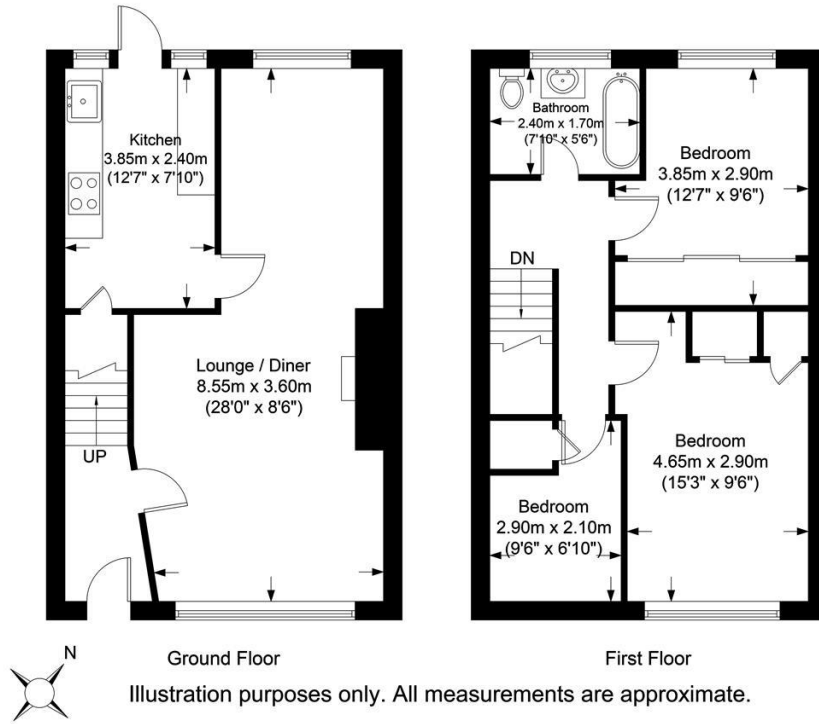 Kitchen
3.85m x 2.40m
(12'7" x 7'10")
Lounge / Diner
8.55m x 3.60m
(28'0" x 8'6")
UP
Ground Floor
Bathroom
2.40m x 1.70m
(7'10" x 5'6")
Bedroom
3.85m x 2.90m
(12'7" x 9'6")
DN
Bedroom
4.65m x 2.90m
(15'3" x 9'6")
Bedroom
2.90m x 2.10m
(9'6" x 6'10")
First Floor
N
Illustration purposes only. All measurements are approximate.